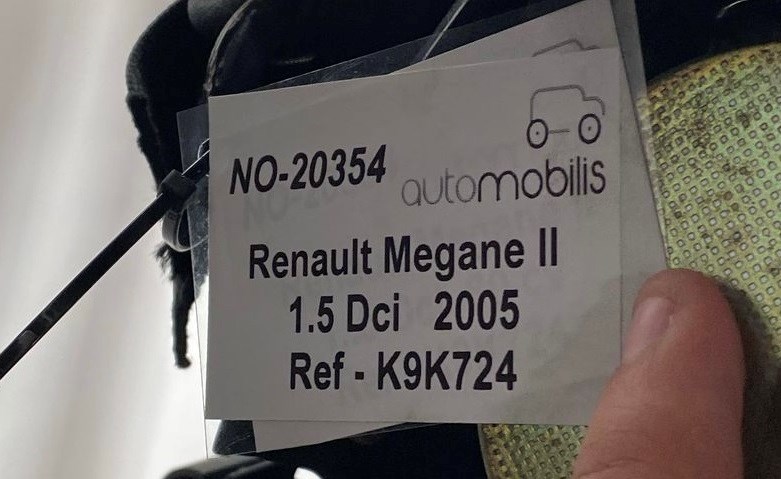 NO-20354
automobilis
Renault Megane II
1.5 Dci 2005
Ref - K9K724